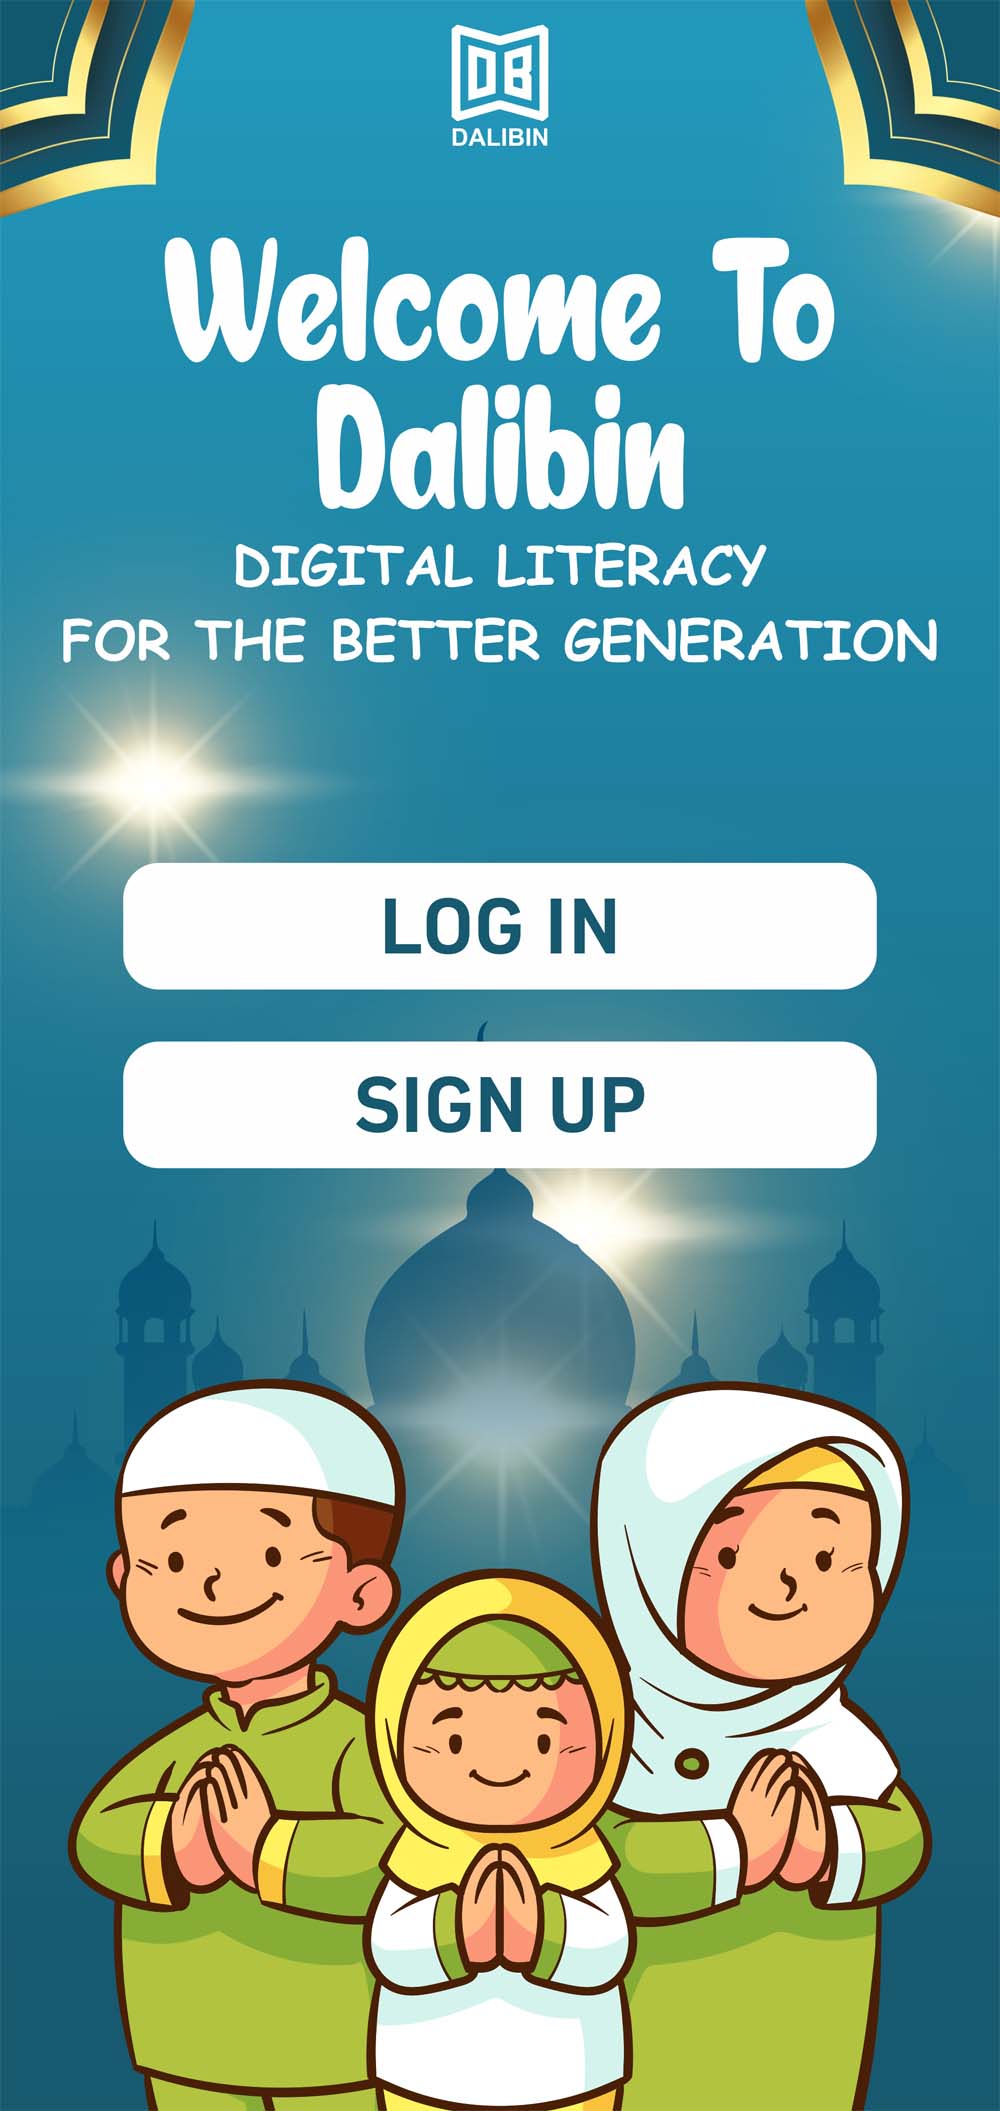 DB
DALIBIN
Welcome To
Dalibin
DIGITAL LITERACY
FOR THE BETTER GENERATION
LOG IN
SIGN UP